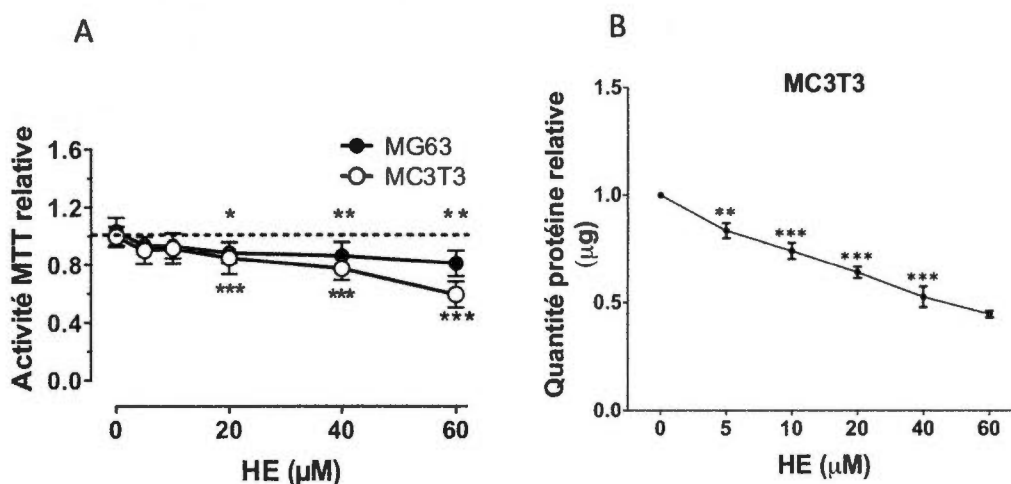 A
Activité MTT relative
1.6
1.2
0.8
0.4
0.0
MG63
MC3T3
* ** **
*** *** ***
0 20 40 60
HE (µM)
B
MC3T3
Quantité protéine relative
(µg)
1.5
1.0
0.5
0.0
** *** *** ***
0 5 10 20 40 60
HE (µM)